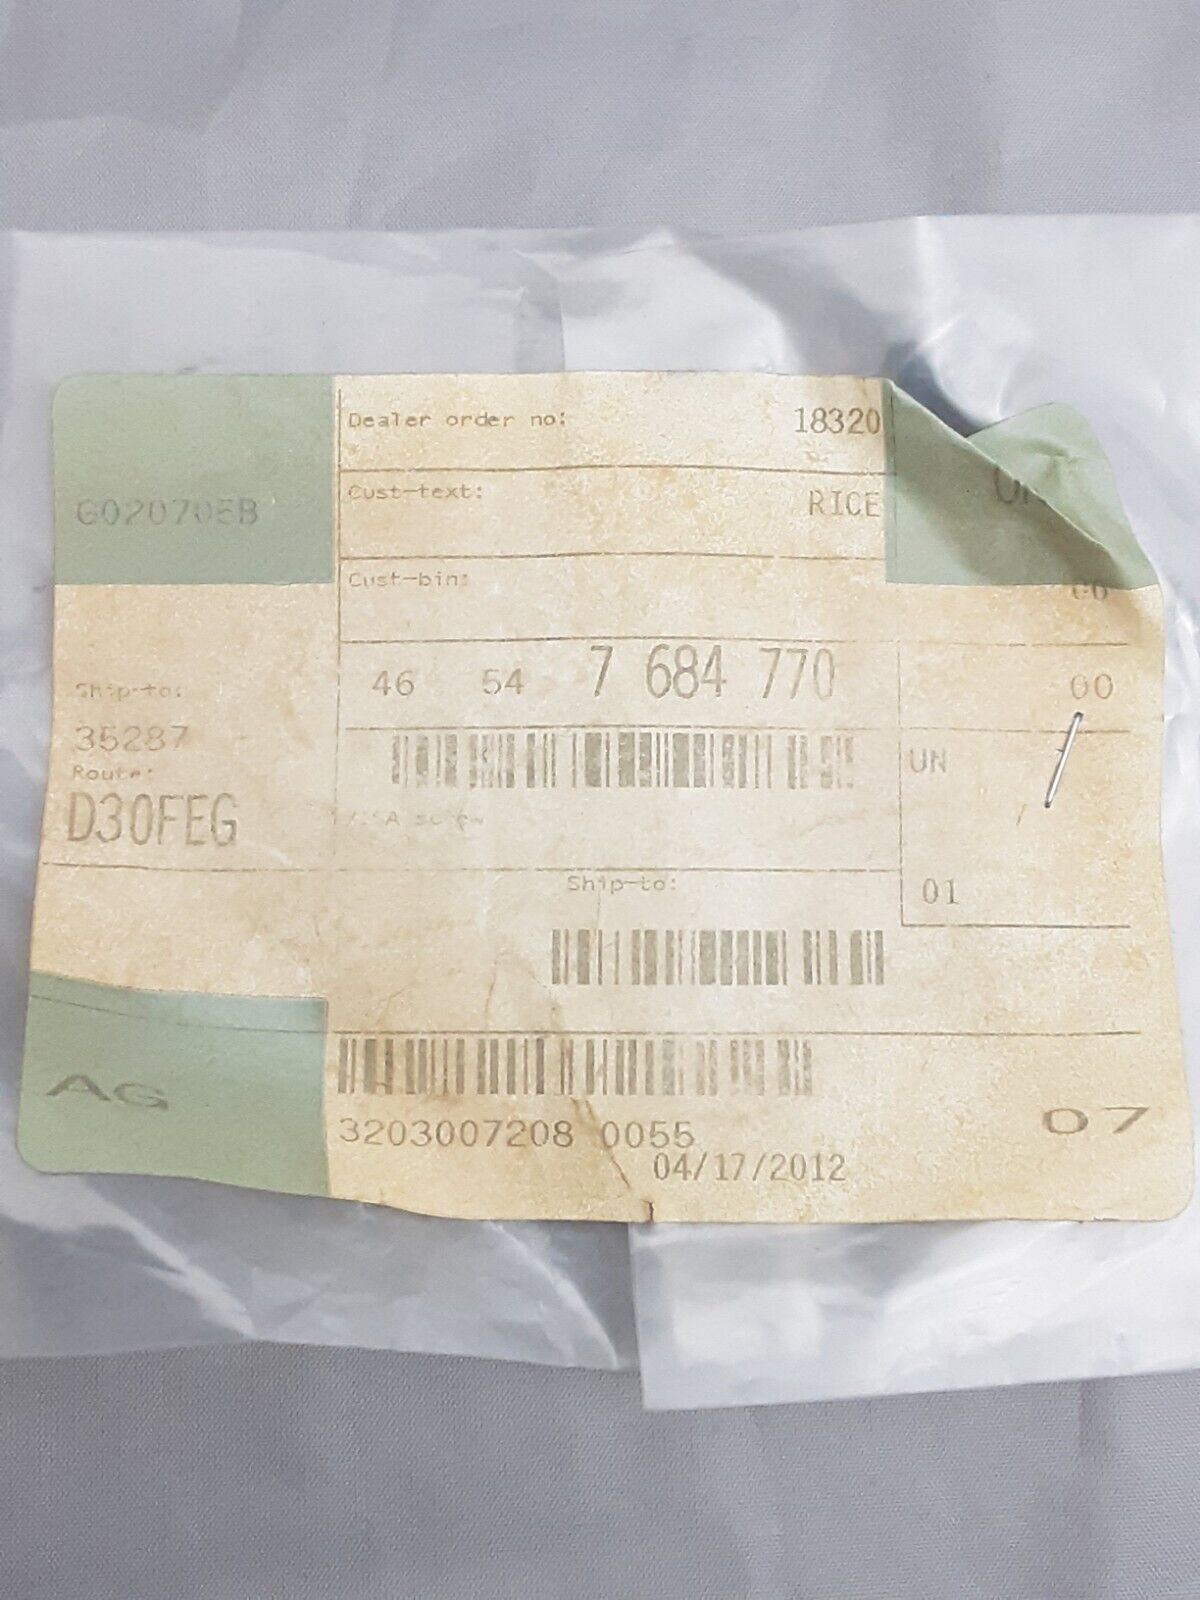 Dealer order no: 18320
G020705B
Cust-text: RICE
Cust-bin:
46 54 7 684 770 00
Ship-to:
35287
Route:
D30FEG
UN
Ship-to:
01
AG
07
3203007208 0055
04/17/2012